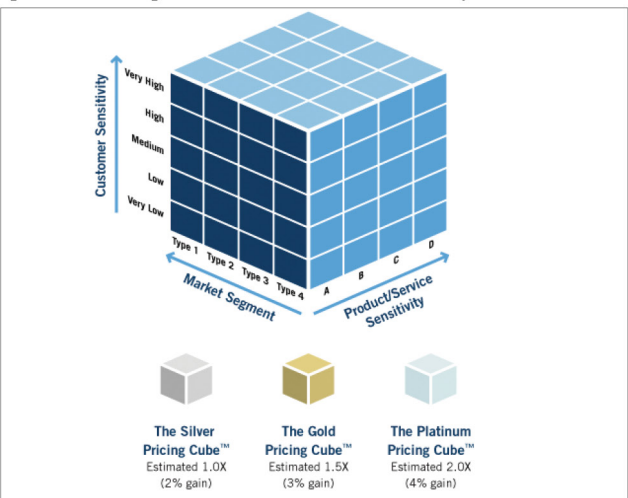 Customer Sensitivity
Very High
High
Medium
Low
Very Low
Type 1
Type 2
Type 3
Type 4
A
B
C
D
Market Segment
Product/Service
Sensitivity
The Silver
Pricing Cube™
Estimated 1.0X
(2% gain)
The Gold
Pricing Cube™
Estimated 1.5X
(3% gain)
The Platinum
Pricing Cube™
Estimated 2.0X
(4% gain)